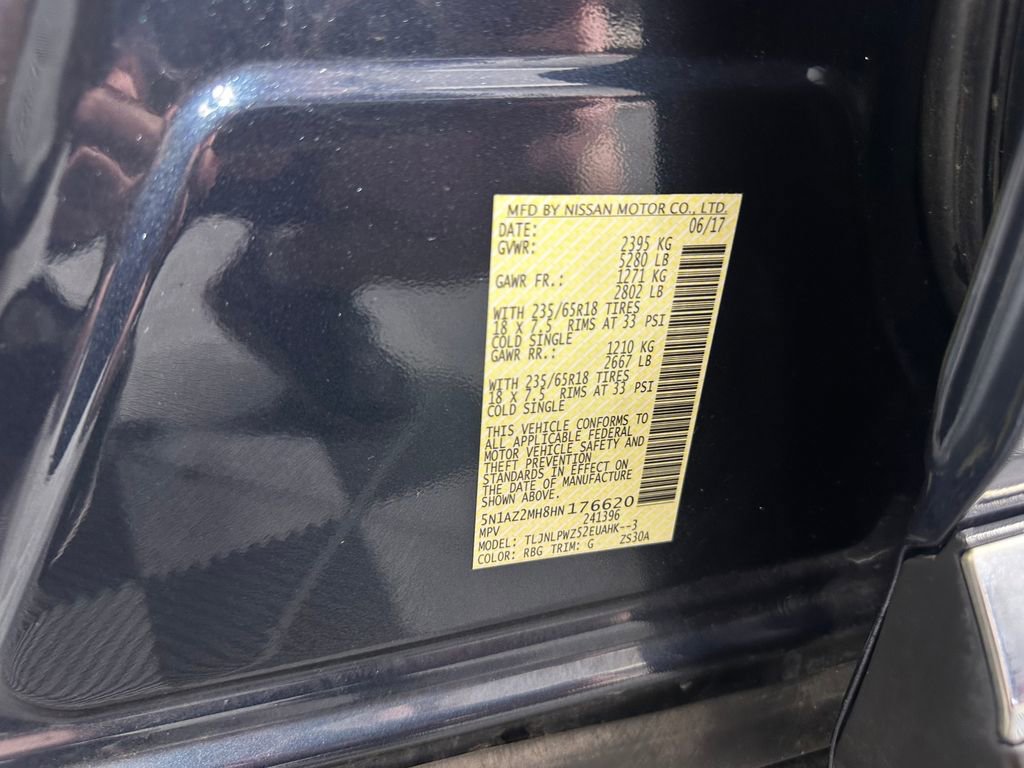 MFD BY NISSAN MOTOR CO., LTD.
DATE: 06/17
GVWR: 2395 KG
5280 LB
GAWR FR.: 1271 KG
2802 LB
WITH 235/65R18 TIRES
18 X 7.5 RIMS AT 33 PSI
COLD SINGLE
GAWR RR.: 1210 KG
2667 LB
WITH 235/65R18 TIRES
18 X 7.5 RIMS AT 33 PSI
COLD SINGLE
THIS VEHICLE CONFORMS TO
ALL APPLICABLE FEDERAL
MOTOR VEHICLE SAFETY AND
THEFT PREVENTION
STANDARDS IN EFFECT ON
THE DATE OF MANUFACTURE
SHOWN ABOVE.
5N1AZ2MH8HN176620
MPV 241396
MODEL: TLJNLPWZ52EUAHK--3
COLOR: RBG TRIM: G ZS30A